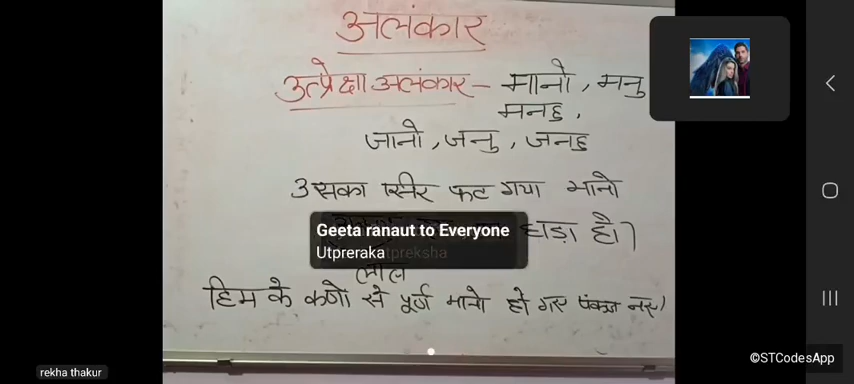 अलंकार
उत्प्रेक्षा अलंकार - मानो, मनु
मनहु,
जानो, जनु, जनहु
उसका सिर फट गया मानो
हाड़ा है।
Geeta ranaut to Everyone
Utpreraka preksha
लाल
हिम के कणो से पूर्ण मानो हो गए पंकज नए।
©STCodesApp
rekha thakur